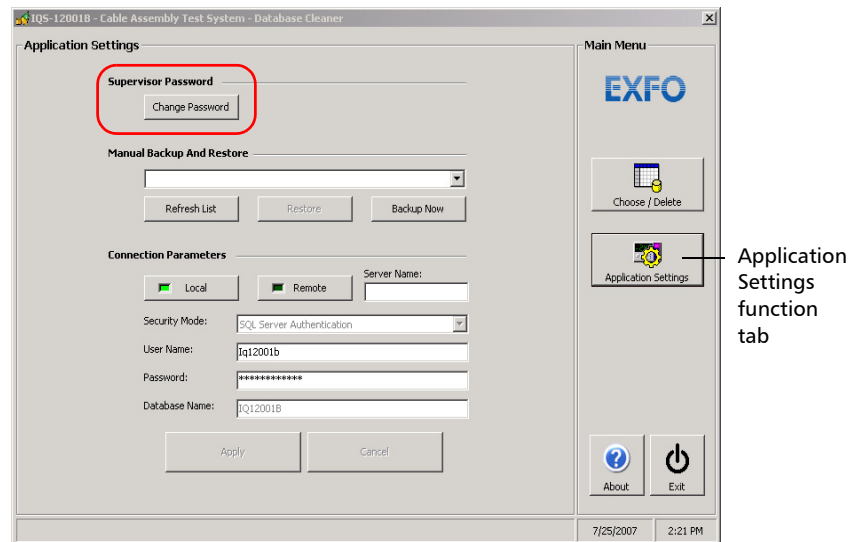 IQS-12001B - Cable Assembly Test System - Database Cleaner
Application Settings
Main Menu
Supervisor Password
Change Password
EXFO
Manual Backup And Restore
Refresh List Restore Backup Now
Choose / Delete
Connection Parameters
Local Remote Server Name:
Application Settings
Application
Settings
function
tab
Security Mode: SQL Server Authentication
User Name: Iq12001b
Password: ************
Database Name: IQ12001B
Apply Cancel
About Exit
7/25/2007 2:21 PM